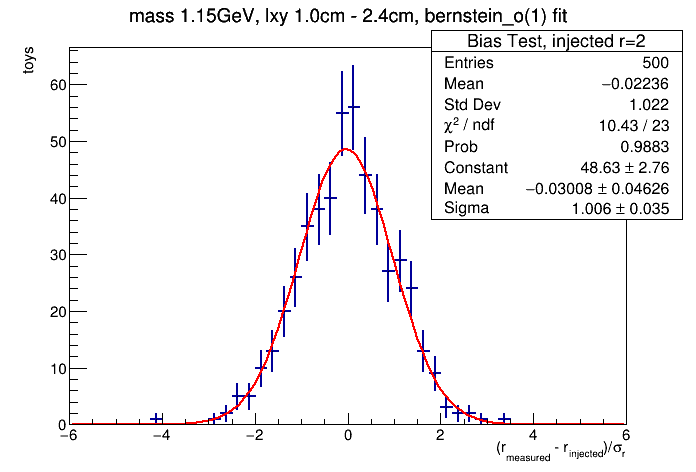 mass 1.15GeV, lxy 1.0cm - 2.4cm, bernstein_o(1) fit
toys
Bias Test, injected r=2
Entries 500
Mean −0.02236
Std Dev 1.022
χ² / ndf 10.43 / 23
Prob 0.9883
Constant 48.63 ± 2.76
Mean −0.03008 ± 0.04626
Sigma 1.006 ± 0.035
60
50
40
30
20
10
0
−6 −4 −2 0 2 4 6
(r_measured - r_injected)/σ_r